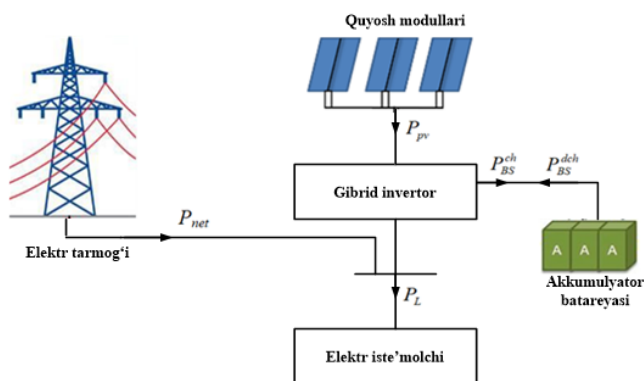 Quyosh modullari
P_pv
P_BS^ch P_BS^dch
Gibrid invertor
P_net
Elektr tarmog‘i
A A A
Akkumulyator
batareyasi
P_L
Elektr iste’molchi